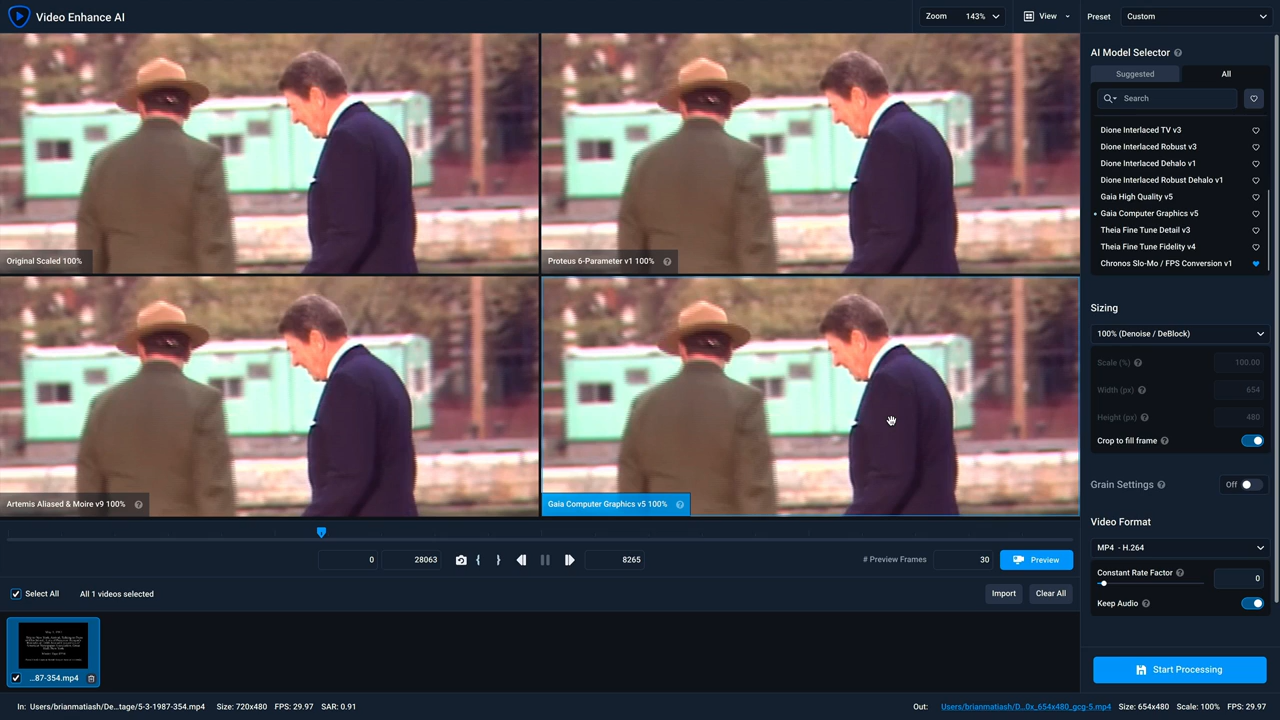 Video Enhance AI
Zoom 143%
View
Preset Custom
AI Model Selector
Suggested All
Search
Dione Interlaced TV v3
Dione Interlaced Robust v3
Dione Interlaced Dehalo v1
Dione Interlaced Robust Dehalo v1
Gaia High Quality v5
Gaia Computer Graphics v5
Theia Fine Tune Detail v3
Theia Fine Tune Fidelity v4
Chronos Slo-Mo / FPS Conversion v1
Original Scaled 100%
Proteus 6-Parameter v1 100%
Artemis Aliased & Moire v9 100%
Gaia Computer Graphics v5 100%
Sizing
100% (Denoise / DeBlock)
Scale (%) 100.00
Width (px) 654
Height (px) 480
Crop to fill frame
Grain Settings Off
Video Format
MP4 - H.264
Constant Rate Factor 0
Keep Audio
0 28063 8265
# Preview Frames 30 Preview
Select All All 1 videos selected
Import Clear All
...87-354.mp4
Start Processing
In: Users/brianmatiash/De...tage/5-3-1987-354.mp4 Size: 720x480 FPS: 29.97 SAR: 0.91
Out: Users/brianmatiash/D...0x_654x480_gcg-5.mp4 Size: 654x480 Scale: 100% FPS: 29.97